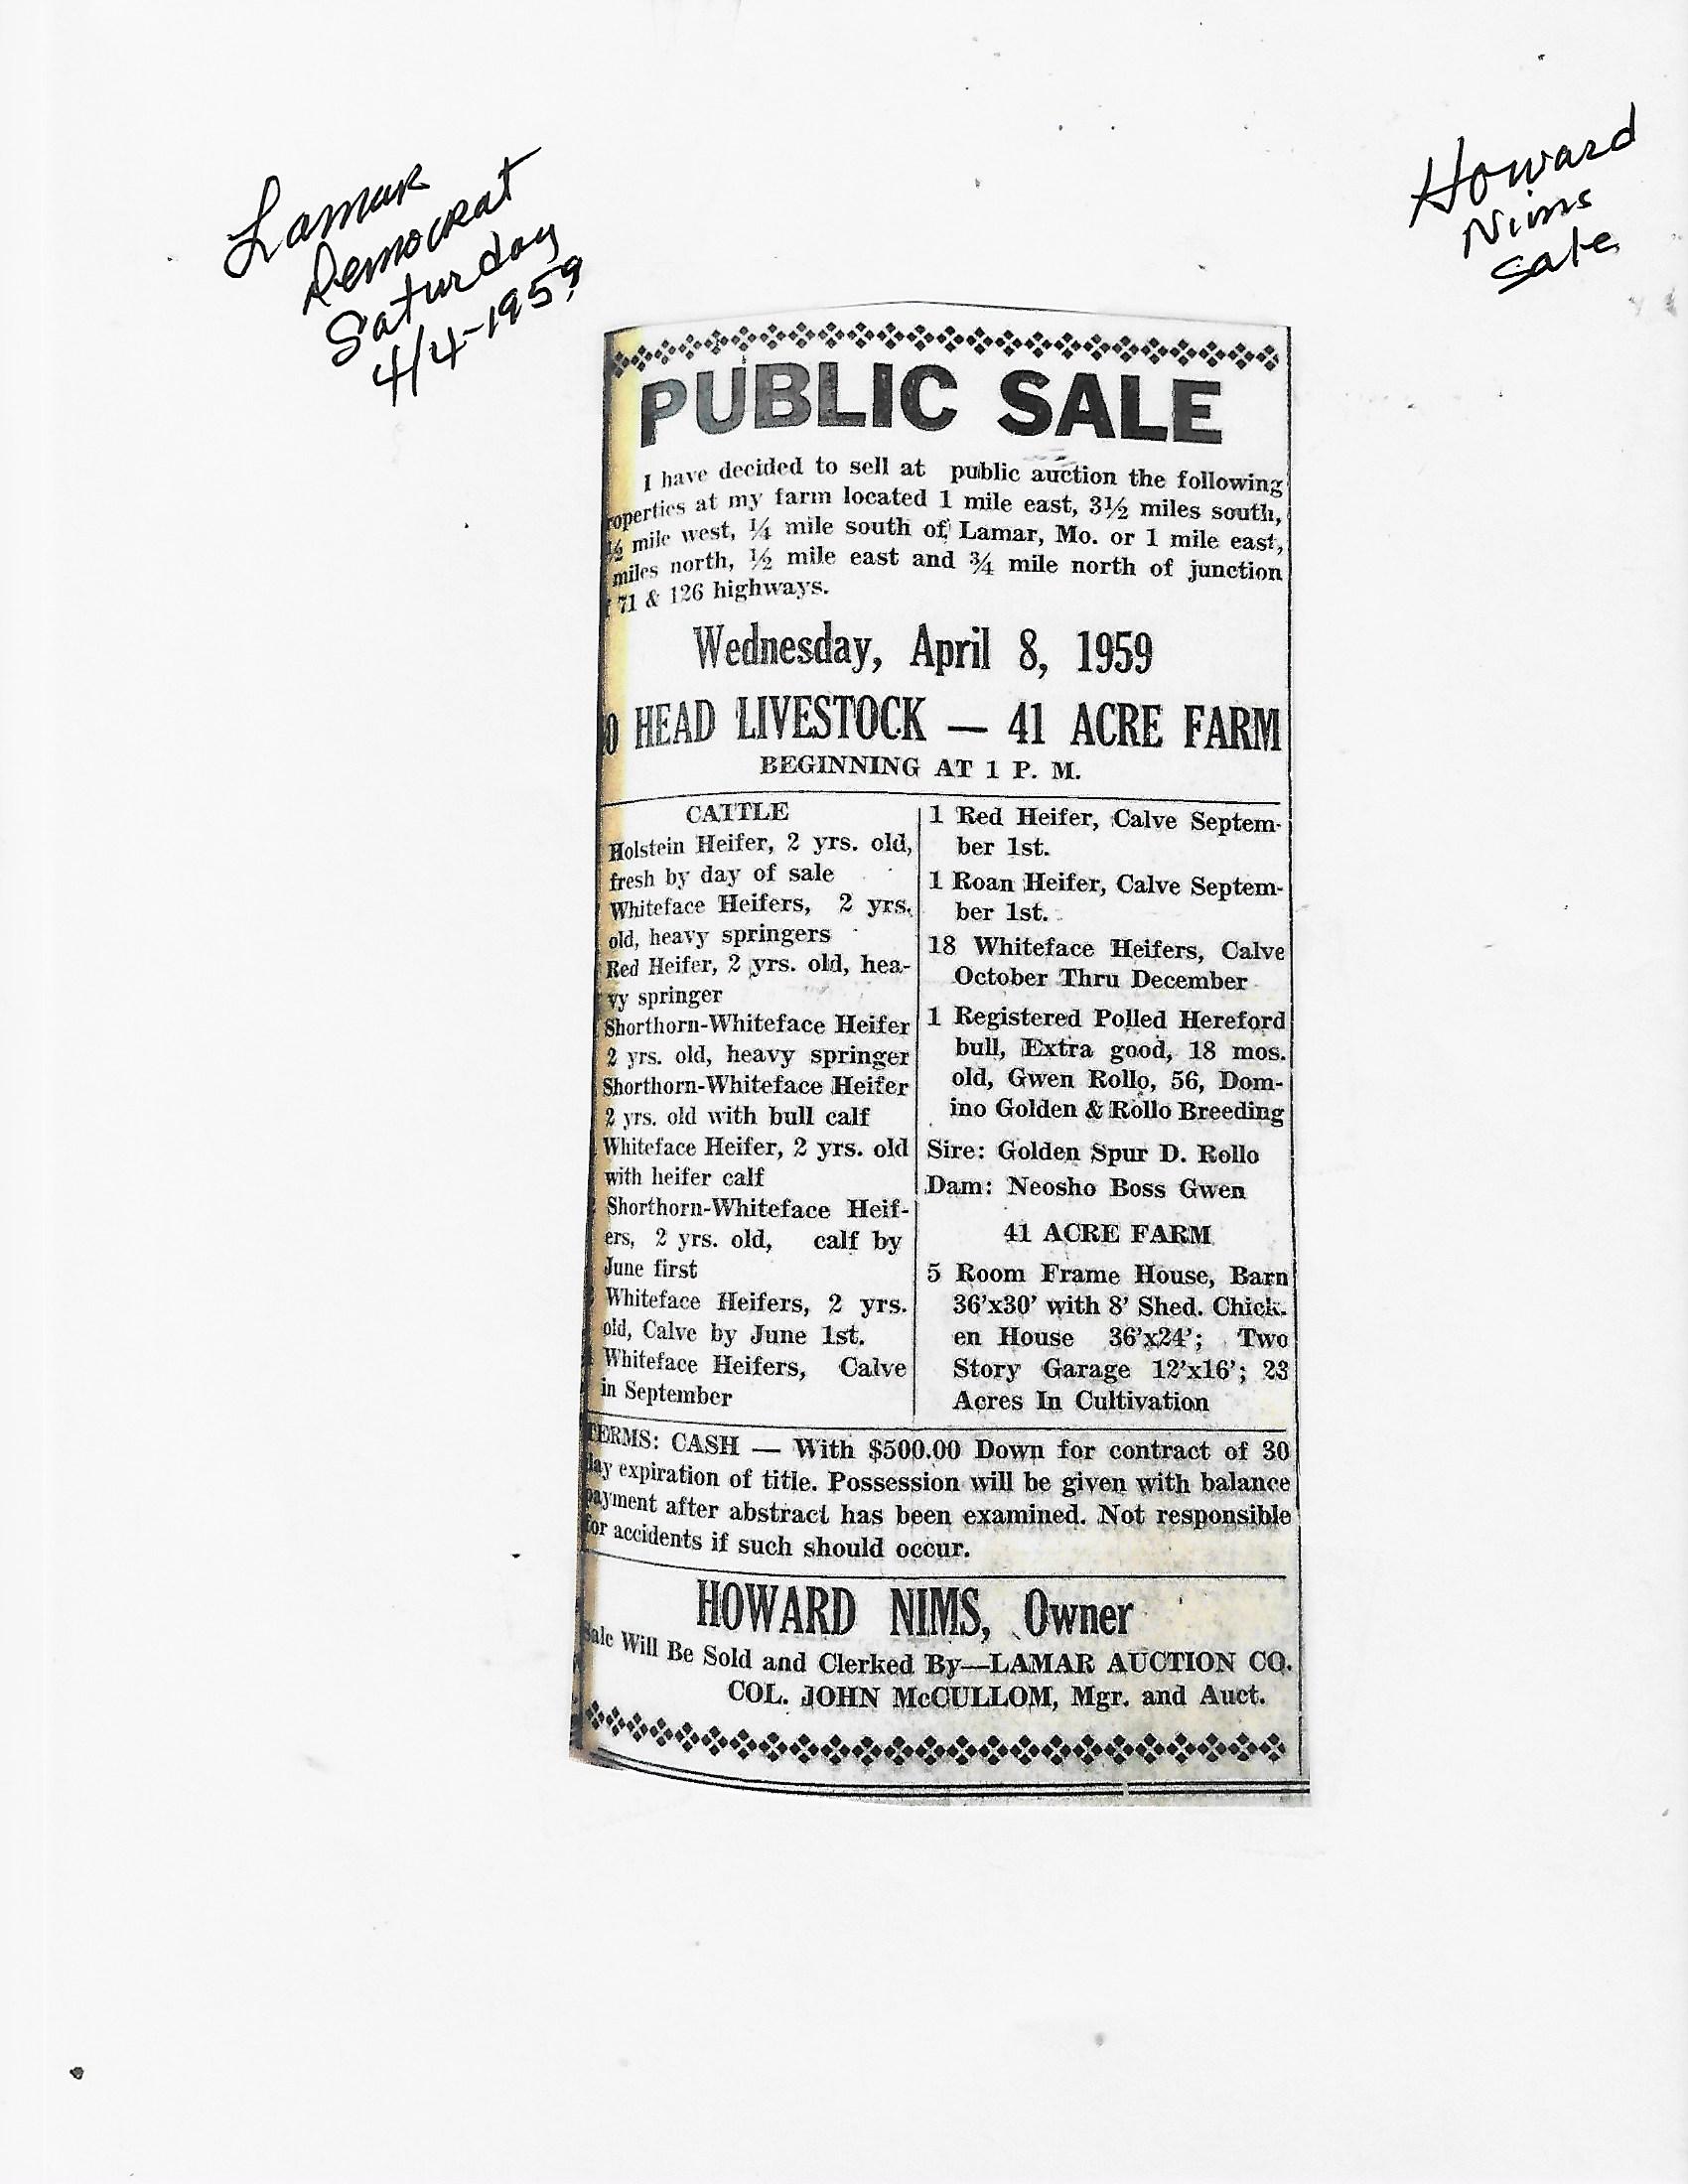 Lamar
Democrat
Saturday
4/4-1959
Howard
Nims
Sale
PUBLIC SALE
I have decided to sell at public auction the following
roperties at my farm located 1 mile east, 3½ miles south,
½ mile west, ¼ mile south of Lamar, Mo. or 1 mile east,
miles north, ½ mile east and ¾ mile north of junction
71 & 126 highways.
Wednesday, April 8, 1959
0 HEAD LIVESTOCK — 41 ACRE FARM
BEGINNING AT 1 P. M.
CATTLE
Holstein Heifer, 2 yrs. old,
fresh by day of sale
Whiteface Heifers, 2 yrs.
old, heavy springers
Red Heifer, 2 yrs. old, hea-
vy springer
Shorthorn-Whiteface Heifer
2 yrs. old, heavy springer
Shorthorn-Whiteface Heifer
2 yrs. old with bull calf
Whiteface Heifer, 2 yrs. old
with heifer calf
Shorthorn-Whiteface Heif-
ers, 2 yrs. old, calf by
June first
Whiteface Heifers, 2 yrs.
old, Calve by June 1st.
Whiteface Heifers, Calve
in September
1 Red Heifer, Calve Septem-
ber 1st.
1 Roan Heifer, Calve Septem-
ber 1st.
18 Whiteface Heifers, Calve
October Thru December
1 Registered Polled Hereford
bull, Extra good, 18 mos.
old, Gwen Rollo, 56, Dom-
ino Golden & Rollo Breeding
Sire: Golden Spur D. Rollo
Dam: Neosho Boss Gwen
41 ACRE FARM
5 Room Frame House, Barn
36'x30' with 8' Shed. Chick-
en House 36'x24'; Two
Story Garage 12'x16'; 23
Acres In Cultivation
TERMS: CASH — With $500.00 Down for contract of 30
day expiration of title. Possession will be given with balance
payment after abstract has been examined. Not responsible
for accidents if such should occur.
HOWARD NIMS, Owner
Sale Will Be Sold and Clerked By—LAMAR AUCTION CO.
COL. JOHN McCULLOM, Mgr. and Auct.